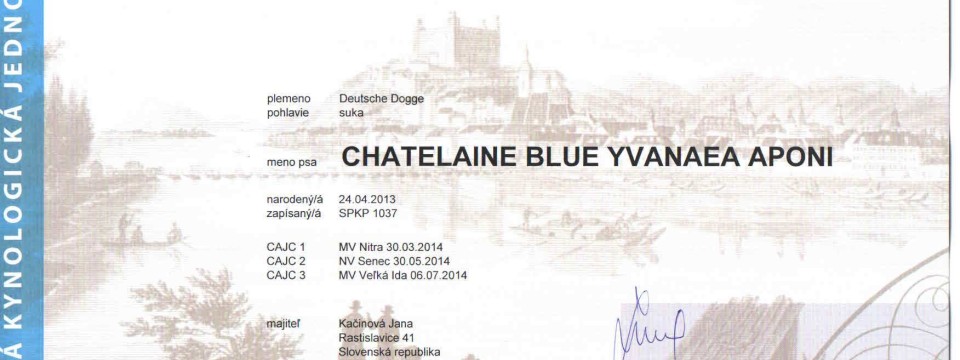 Á KYNOLOGICKÁ JEDNO
plemeno Deutsche Dogge
pohlavie suka
meno psa CHATELAINE BLUE YVANAEA APONI
narodený/á 24.04.2013
zapísaný/á SPKP 1037
CAJC 1 MV Nitra 30.03.2014
CAJC 2 NV Senec 30.05.2014
CAJC 3 MV Veľká Ida 06.07.2014
majiteľ Kačinová Jana
Rastislavice 41
Slovenská republika